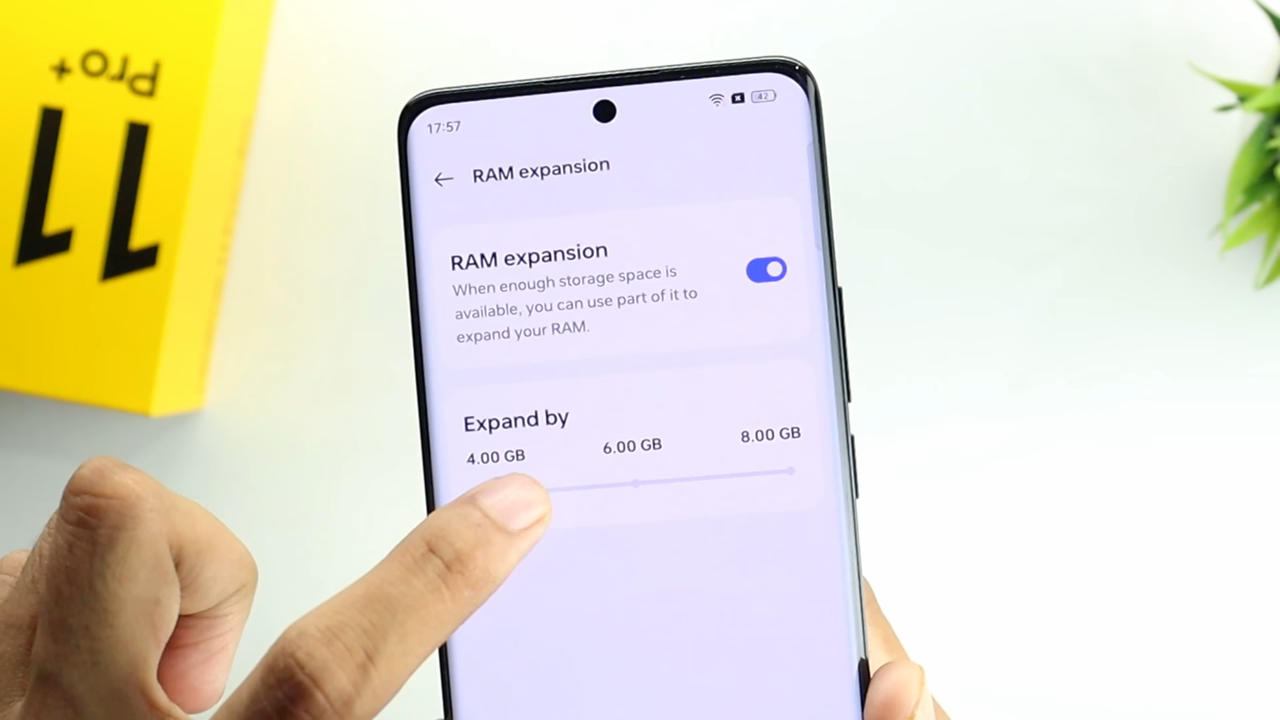 11
Pro+
17:57
42
RAM expansion
RAM expansion
When enough storage space is
available, you can use part of it to
expand your RAM.
Expand by
4.00 GB 6.00 GB 8.00 GB